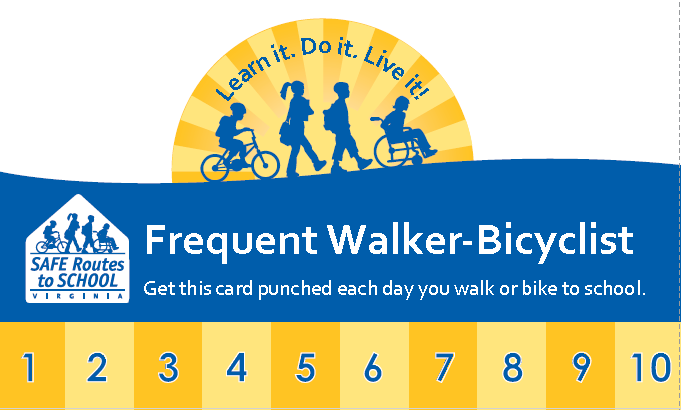 Learn it. Do it. Live it!
Frequent Walker-Bicyclist
SAFE Routes
to SCHOOL
VIRGINIA
Get this card punched each day you walk or bike to school.
1 2 3 4 5 6 7 8 9 10